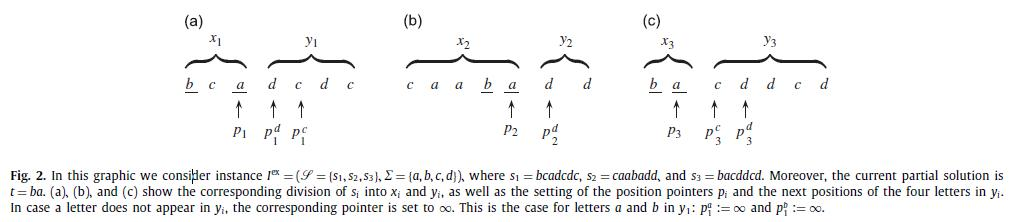 (a) (b) (c)
x₁ y₁ x₂ y₂ x₃ y₃
b c a d c d c c a a b a d d b a c d d c d
p₁ p₁ᵈ p₁ᶜ p₂ p₂ᵈ p₃ p₃ᶜ p₃ᵈ
Fig. 2. In this graphic we consider instance Iᵉˣ = (𝒮 = {s₁, s₂, s₃}, Σ = {a, b, c, d}), where s₁ = bcadcdc, s₂ = caabadd, and s₃ = bacddcd. Moreover, the current partial solution is
t = ba. (a), (b), and (c) show the corresponding division of sᵢ into xᵢ and yᵢ, as well as the setting of the position pointers pᵢ and the next positions of the four letters in yᵢ.
In case a letter does not appear in yᵢ, the corresponding pointer is set to ∞. This is the case for letters a and b in y₁: p₁ᵃ := ∞ and p₁ᵇ := ∞.